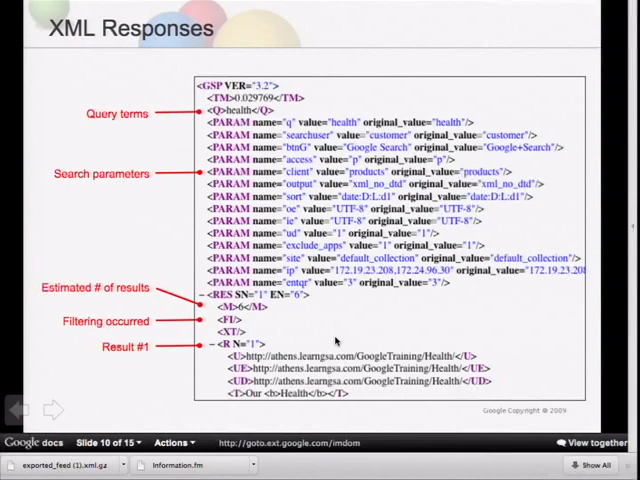 XML Responses
<GSP VER="3.2">
<TM>0.029769</TM>
Query terms
<Q>health</Q>
<PARAM name="q" value="health" original_value="health"/>
<PARAM name="searchuser" value="customer" original_value="customer"/>
<PARAM name="btnG" value="Google Search" original_value="Google+Search"/>
<PARAM name="access" value="p" original_value="p"/>
Search parameters
<PARAM name="client" value="products" original_value="products"/>
<PARAM name="output" value="xml_no_dtd" original_value="xml_no_dtd"/>
<PARAM name="sort" value="date:D:L:d1" original_value="date:D:L:d1"/>
<PARAM name="oe" value="UTF-8" original_value="UTF-8"/>
<PARAM name="ie" value="UTF-8" original_value="UTF-8"/>
<PARAM name="ud" value="1" original_value="1"/>
<PARAM name="exclude_apps" value="1" original_value="1"/>
<PARAM name="site" value="default_collection" original_value="default_collection"/>
<PARAM name="ip" value="172.19.23.208,172.24.96.30" original_value="172.19.23.208
<PARAM name="entqr" value="3" original_value="3"/>
Estimated # of results
– <RES SN="1" EN="6">
<M>6</M>
Filtering occurred
<FI/>
<XT/>
Result #1
– <R N="1">
<U>http://athens.learngsa.com/GoogleTraining/Health/</U>
<UE>http://athens.learngsa.com/GoogleTraining/Health/</UE>
<UD>http://athens.learngsa.com/GoogleTraining/Health/</UD>
<T>Our <b>Health</b></T>
Google Copyright @ 2009
Google docs Slide 10 of 15 Actions http://goto.ext.google.com/imdom View together
exported_feed (1).xml.gz Information.fm Show All